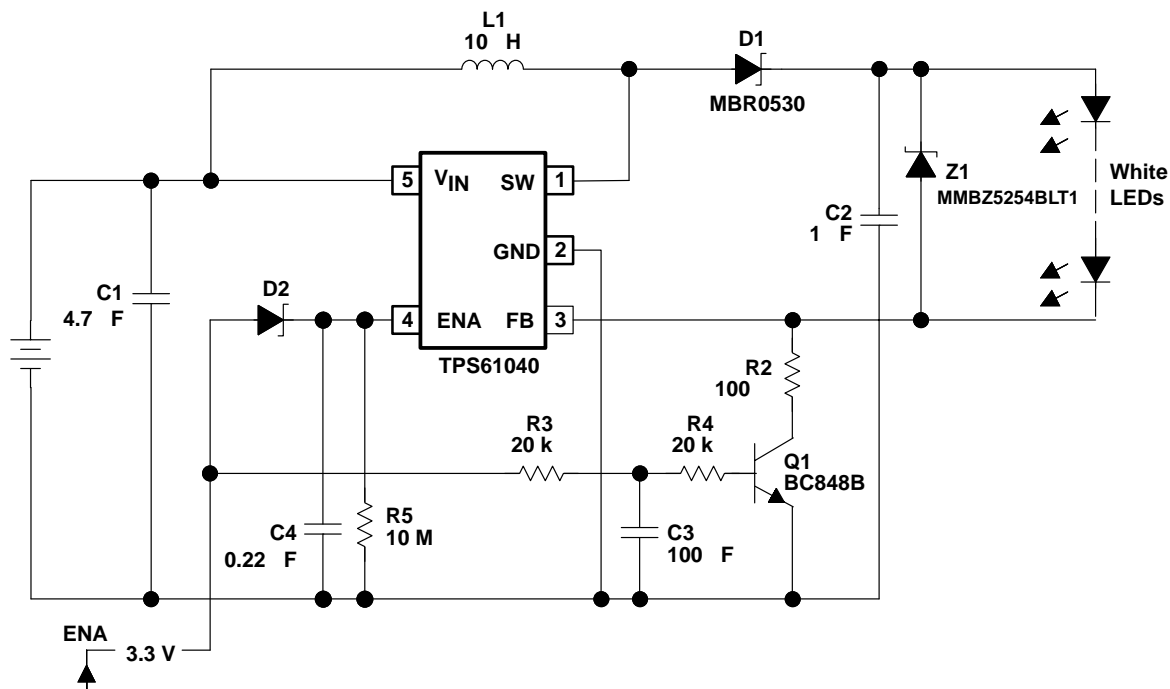 L1
10 H
D1
MBR0530
5
VIN
SW
1
Z1
MMBZ5254BLT1
White
LEDs
C2
1 F
GND
2
D2
C1
4.7 F
4
ENA
FB
3
TPS61040
R2
100
R3
20 k
R4
20 k
Q1
BC848B
C4
0.22 F
R5
10 M
C3
100 F
ENA
3.3 V